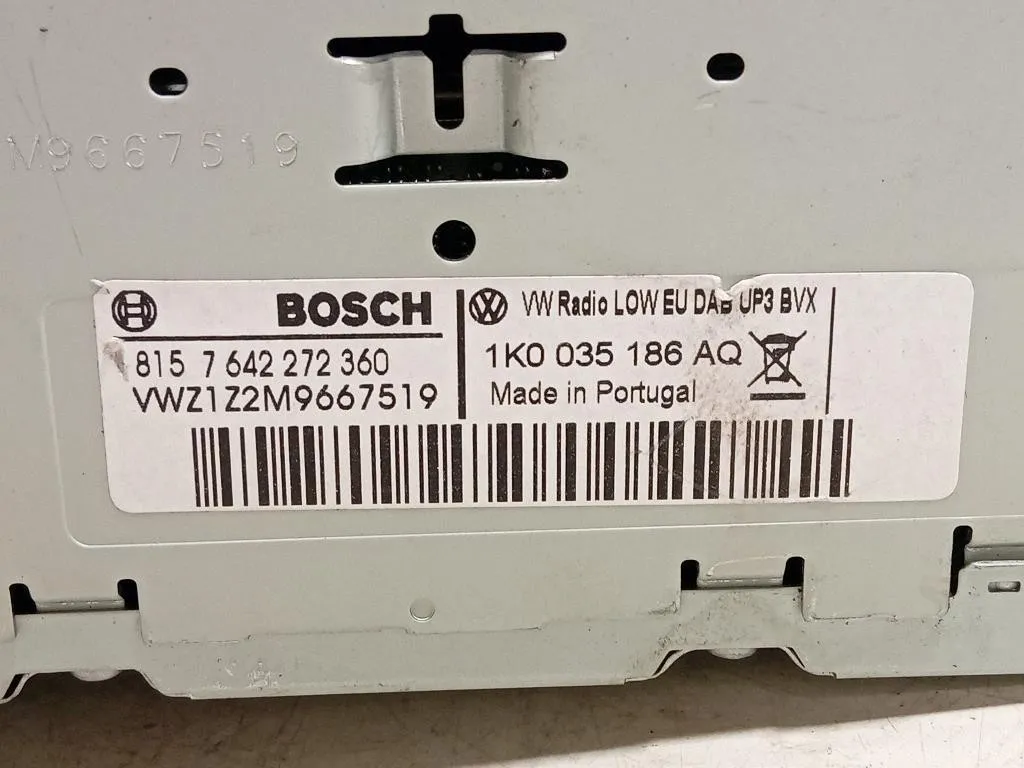 M9667519
BOSCH
815 7 642 272 360
VWZ1Z2M9667519
VW Radio LOW EU DAB UP3 BVX
1K0 035 186 AQ
Made in Portugal